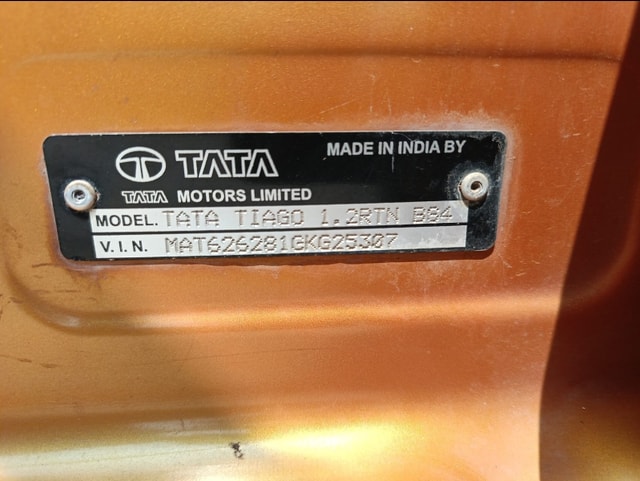 TATA MADE IN INDIA BY
TATA MOTORS LIMITED
MODEL. TATA TIAGO 1.2RTN BS4
V.I.N. MAT626281GKG25307